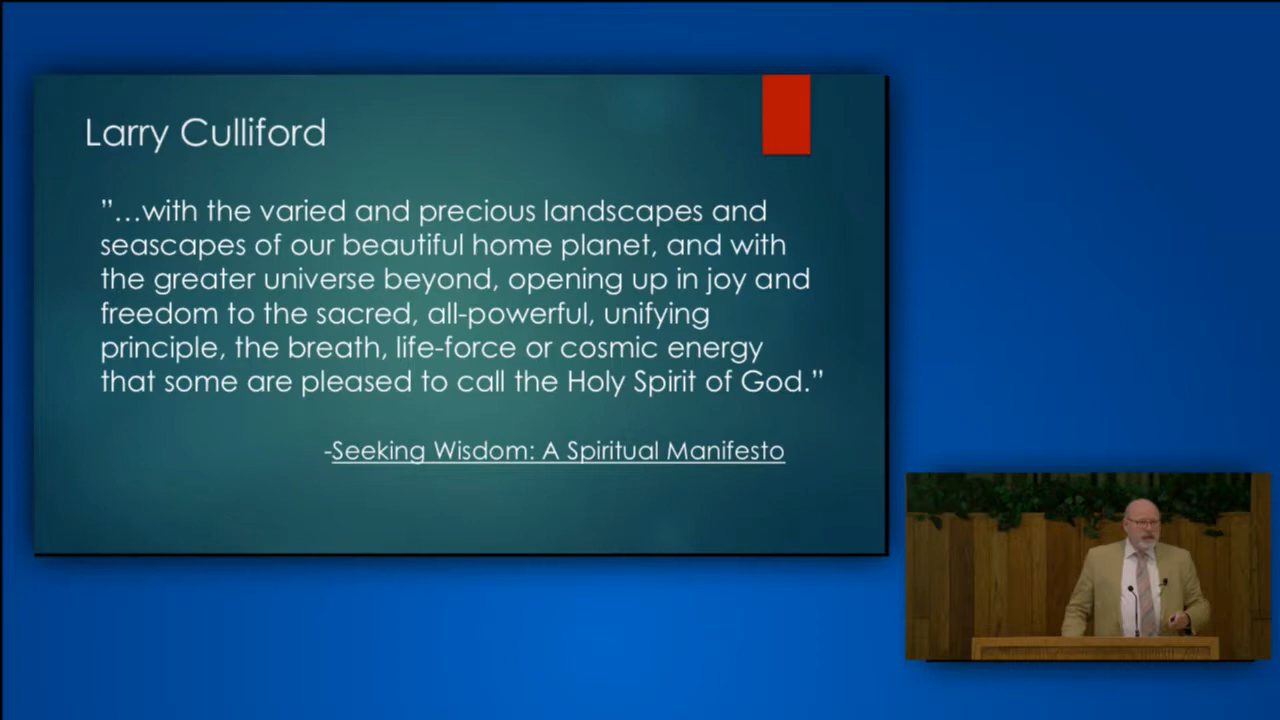 Larry Culliford
”…with the varied and precious landscapes and
seascapes of our beautiful home planet, and with
the greater universe beyond, opening up in joy and
freedom to the sacred, all-powerful, unifying
principle, the breath, life-force or cosmic energy
that some are pleased to call the Holy Spirit of God.”
-Seeking Wisdom: A Spiritual Manifesto